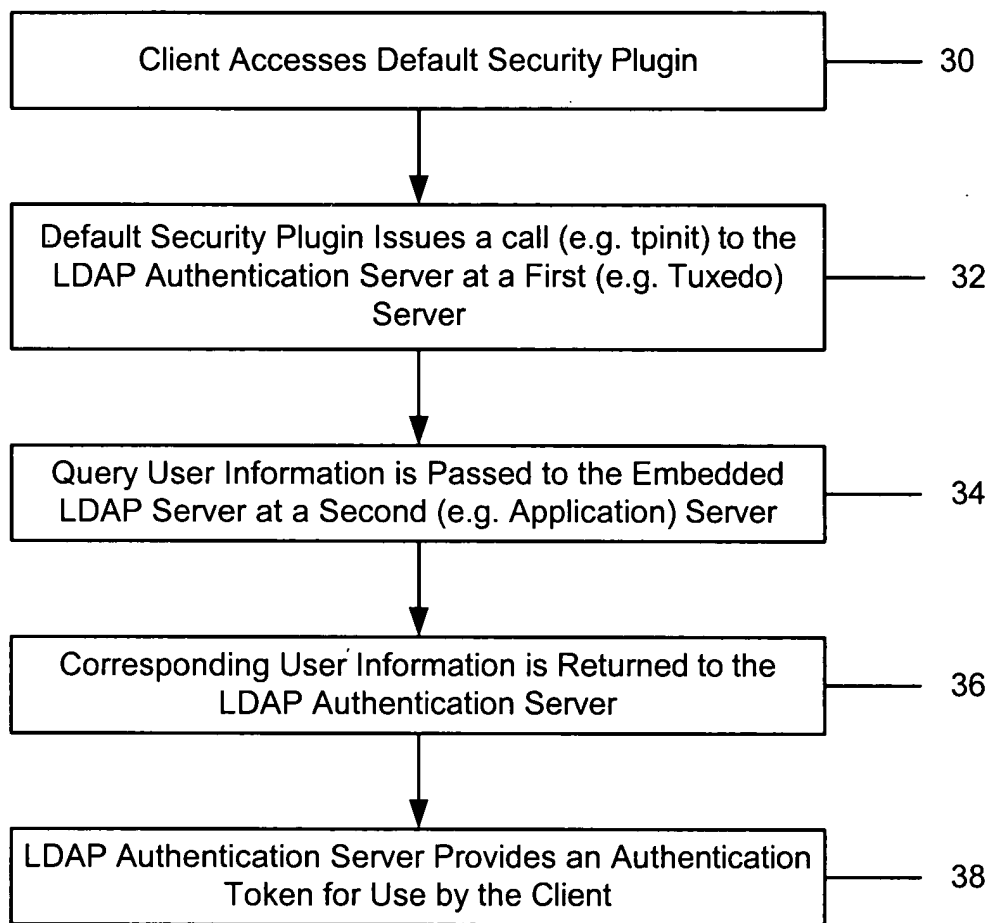 Client Accesses Default Security Plugin
30
Default Security Plugin Issues a call (e.g. tpinit) to the
LDAP Authentication Server at a First (e.g. Tuxedo)
Server
32
Query User Information is Passed to the Embedded
LDAP Server at a Second (e.g. Application) Server
34
Corresponding User Information is Returned to the
LDAP Authentication Server
36
LDAP Authentication Server Provides an Authentication
Token for Use by the Client
38